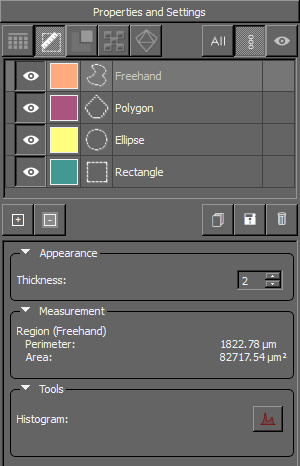 Properties and Settings
All
Freehand
Polygon
Ellipse
Rectangle
Appearance
Thickness: 2
Measurement
Region (Freehand)
Perimeter: 1822.78 µm
Area: 82717.54 µm²
Tools
Histogram: